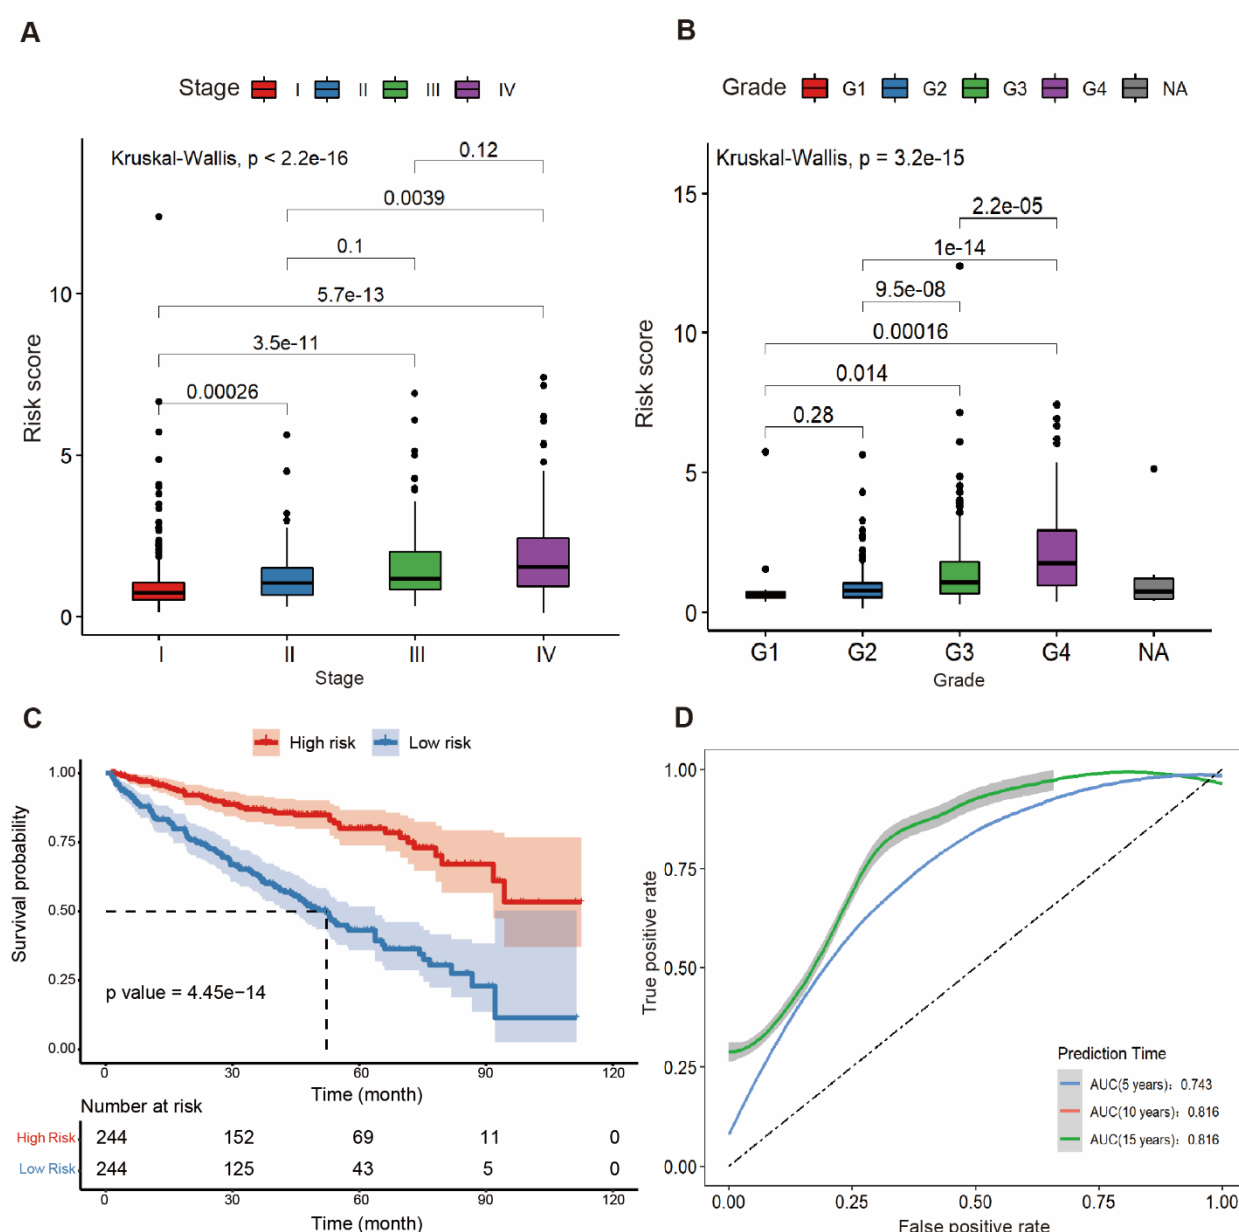 A
Stage I II III IV
Kruskal-Wallis, p < 2.2e-16
0.12
0.0039
0.1
5.7e-13
3.5e-11
0.00026
10
5
0
Risk score
I II III IV
Stage
B
Grade G1 G2 G3 G4 NA
Kruskal-Wallis, p = 3.2e-15
2.2e-05
1e-14
9.5e-08
0.00016
0.014
0.28
15
10
5
0
Risk score
G1 G2 G3 G4 NA
Grade
C
High risk Low risk
1.00
0.75
0.50
0.25
0.00
Survival probability
p value = 4.45e−14
0 30 60 90 120
Time (month)
Number at risk
High Risk 244 152 69 11 0
Low Risk 244 125 43 5 0
0 30 60 90 120
Time (month)
D
1.00
0.75
0.50
0.25
0.00
True positive rate
Prediction Time
AUC(5 years): 0.743
AUC(10 years): 0.816
AUC(15 years): 0.816
0.00 0.25 0.50 0.75 1.00
False positive rate